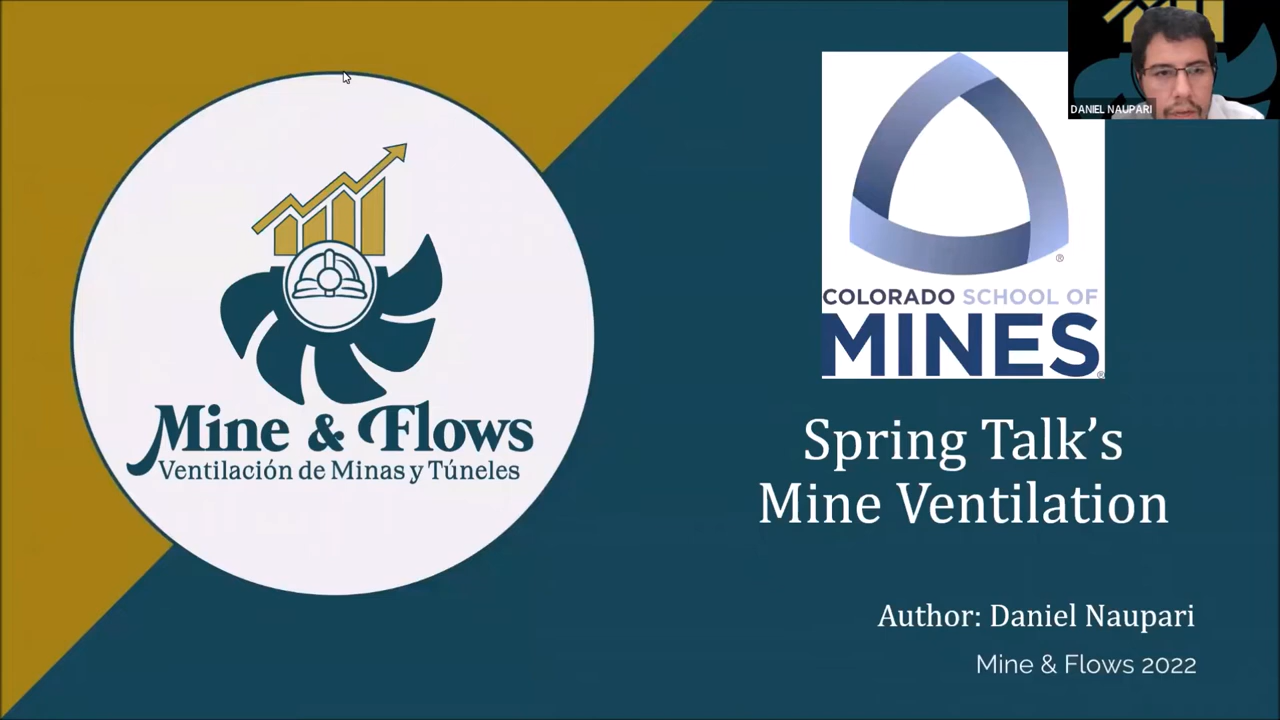 DANIEL NAUPARI
Mine & Flows
Ventilación de Minas y Túneles
COLORADO SCHOOL OF
MINES
Spring Talk’s
Mine Ventilation
Author: Daniel Naupari
Mine & Flows 2022